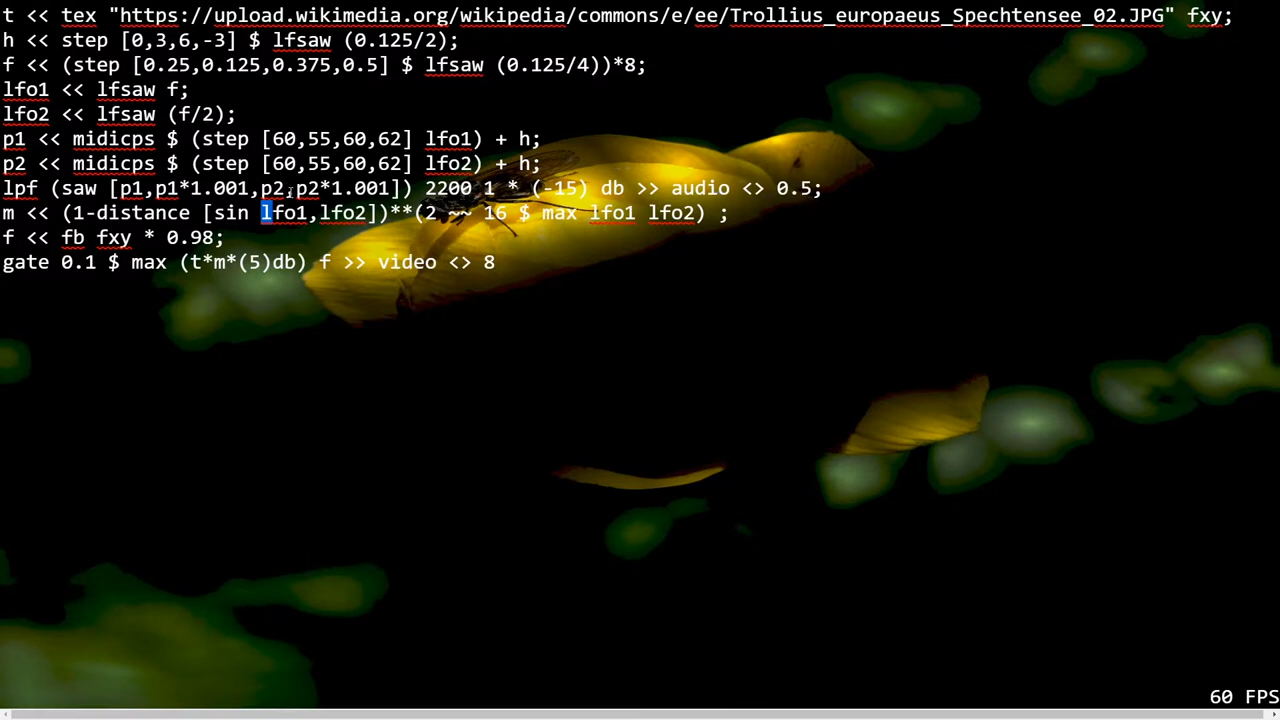 t << tex "https://upload.wikimedia.org/wikipedia/commons/e/ee/Trollius_europaeus_Spechtensee_02.JPG" fxy;
h << step [0,3,6,-3] $ lfsaw (0.125/2);
f << (step [0.25,0.125,0.375,0.5] $ lfsaw (0.125/4))*8;
lfo1 << lfsaw f;
lfo2 << lfsaw (f/2);
p1 << midicps $ (step [60,55,60,62] lfo1) + h;
p2 << midicps $ (step [60,55,60,62] lfo2) + h;
lpf (saw [p1,p1*1.001,p2,p2*1.001]) 2200 1 * (-15) db >> audio <> 0.5;
m << (1-distance [sin lfo1,lfo2])**(2 ~~ 16 $ max lfo1 lfo2) ;
f << fb fxy * 0.98;
gate 0.1 $ max (t*m*(5)db) f >> video <> 8
60 FPS